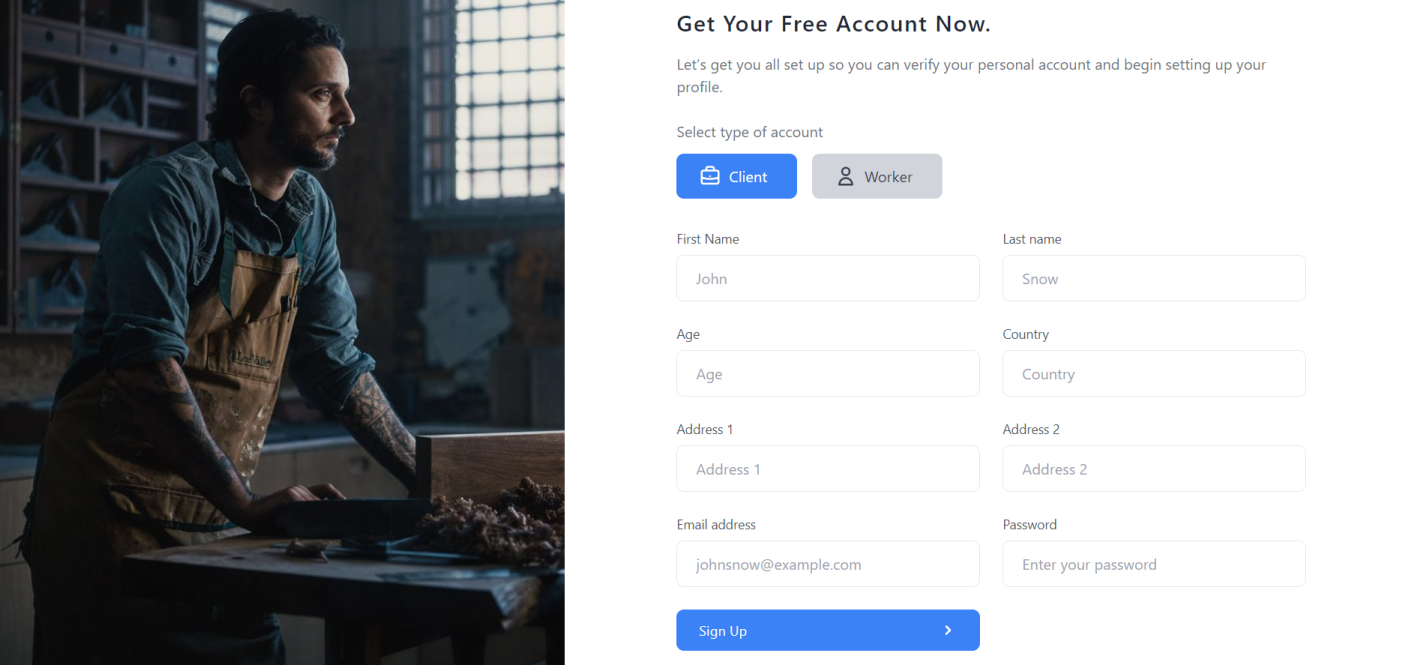 Get Your Free Account Now.
Let's get you all set up so you can verify your personal account and begin setting up your
profile.
Select type of account
Client Worker
First Name Last name
John Snow
Age Country
Age Country
Address 1 Address 2
Address 1 Address 2
Email address Password
johnsnow@example.com Enter your password
Sign Up